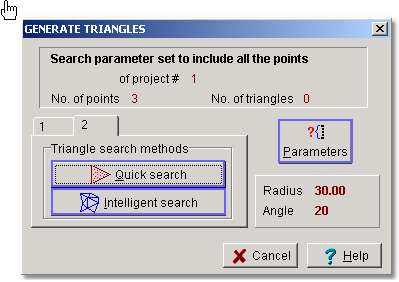 GENERATE TRIANGLES
Search parameter set to include all the points
of project # 1
No. of points 3 No. of triangles 0
1 2
Triangle search methods
Quick search
Intelligent search
?{
Parameters
Radius 30.00
Angle 20
Cancel ? Help